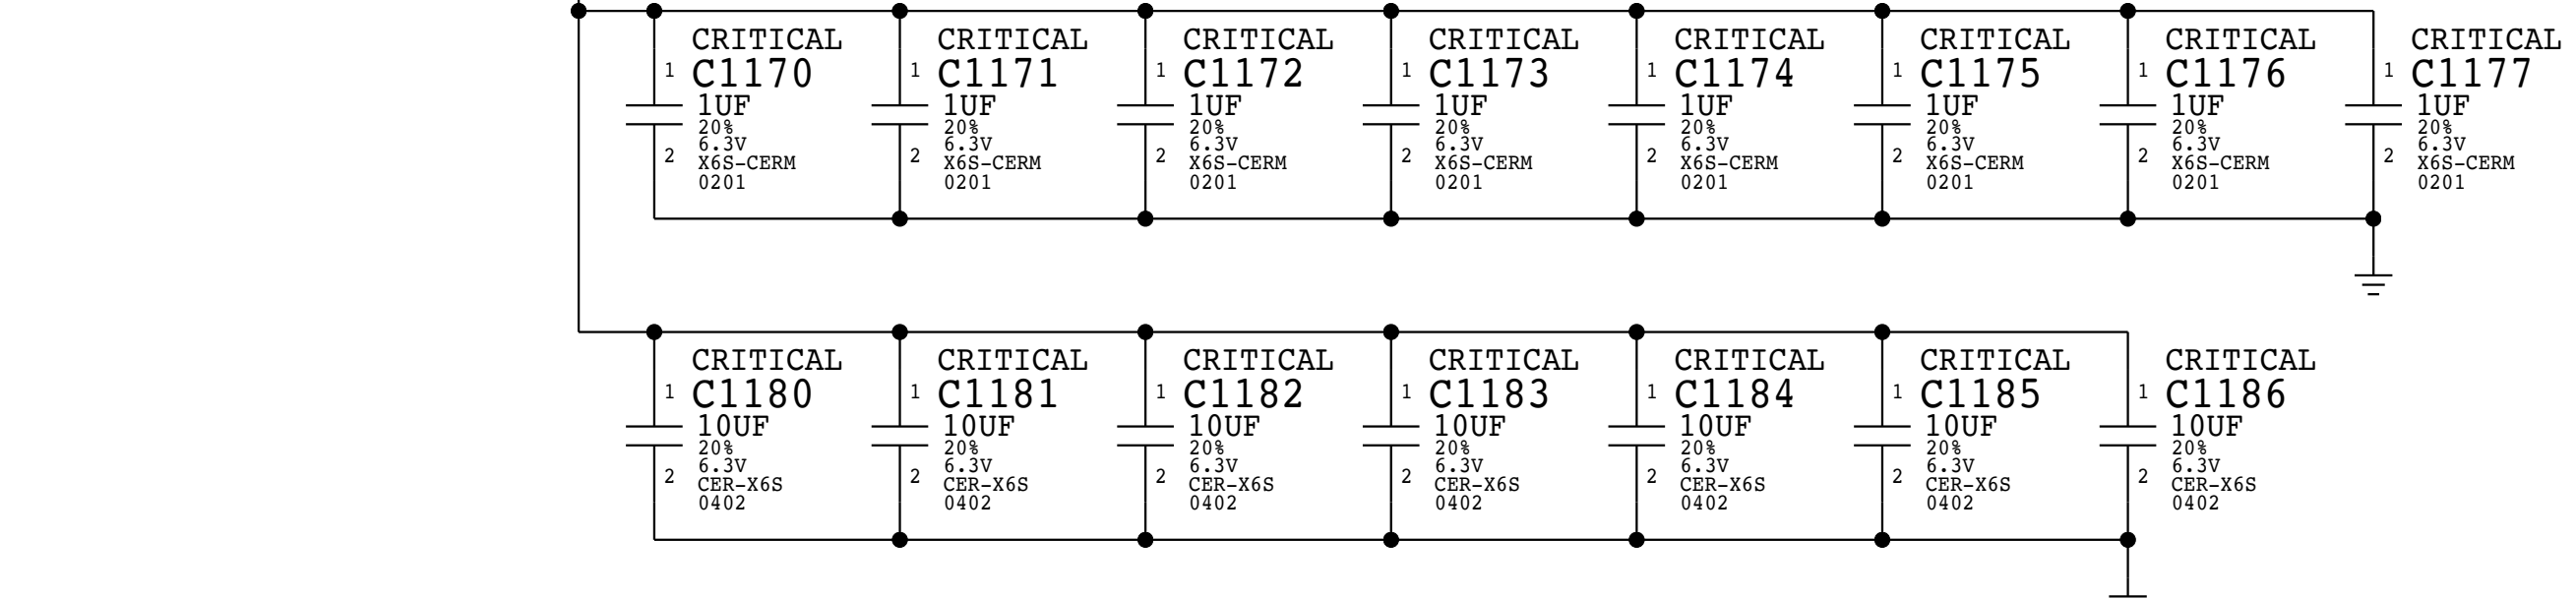 CRITICAL CRITICAL CRITICAL CRITICAL CRITICAL CRITICAL CRITICAL CRITICAL
1 C1170 1 C1171 1 C1172 1 C1173 1 C1174 1 C1175 1 C1176 1 C1177
1UF 1UF 1UF 1UF 1UF 1UF 1UF 1UF
20% 20% 20% 20% 20% 20% 20% 20%
6.3V 6.3V 6.3V 6.3V 6.3V 6.3V 6.3V 6.3V
2 X6S-CERM 2 X6S-CERM 2 X6S-CERM 2 X6S-CERM 2 X6S-CERM 2 X6S-CERM 2 X6S-CERM 2 X6S-CERM
0201 0201 0201 0201 0201 0201 0201 0201
CRITICAL CRITICAL CRITICAL CRITICAL CRITICAL CRITICAL CRITICAL
1 C1180 1 C1181 1 C1182 1 C1183 1 C1184 1 C1185 1 C1186
10UF 10UF 10UF 10UF 10UF 10UF 10UF
20% 20% 20% 20% 20% 20% 20%
6.3V 6.3V 6.3V 6.3V 6.3V 6.3V 6.3V
2 CER-X6S 2 CER-X6S 2 CER-X6S 2 CER-X6S 2 CER-X6S 2 CER-X6S 2 CER-X6S
0402 0402 0402 0402 0402 0402 0402